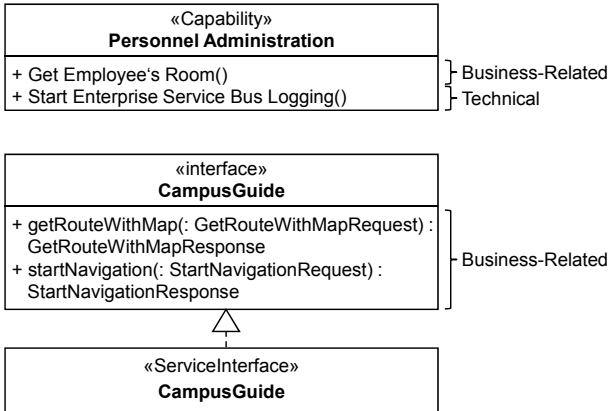 «Capability»
Personnel Administration
+ Get Employee‘s Room()
+ Start Enterprise Service Bus Logging()
Business-Related
Technical
«interface»
CampusGuide
+ getRouteWithMap(: GetRouteWithMapRequest) :
GetRouteWithMapResponse
+ startNavigation(: StartNavigationRequest) :
StartNavigationResponse
Business-Related
«ServiceInterface»
CampusGuide